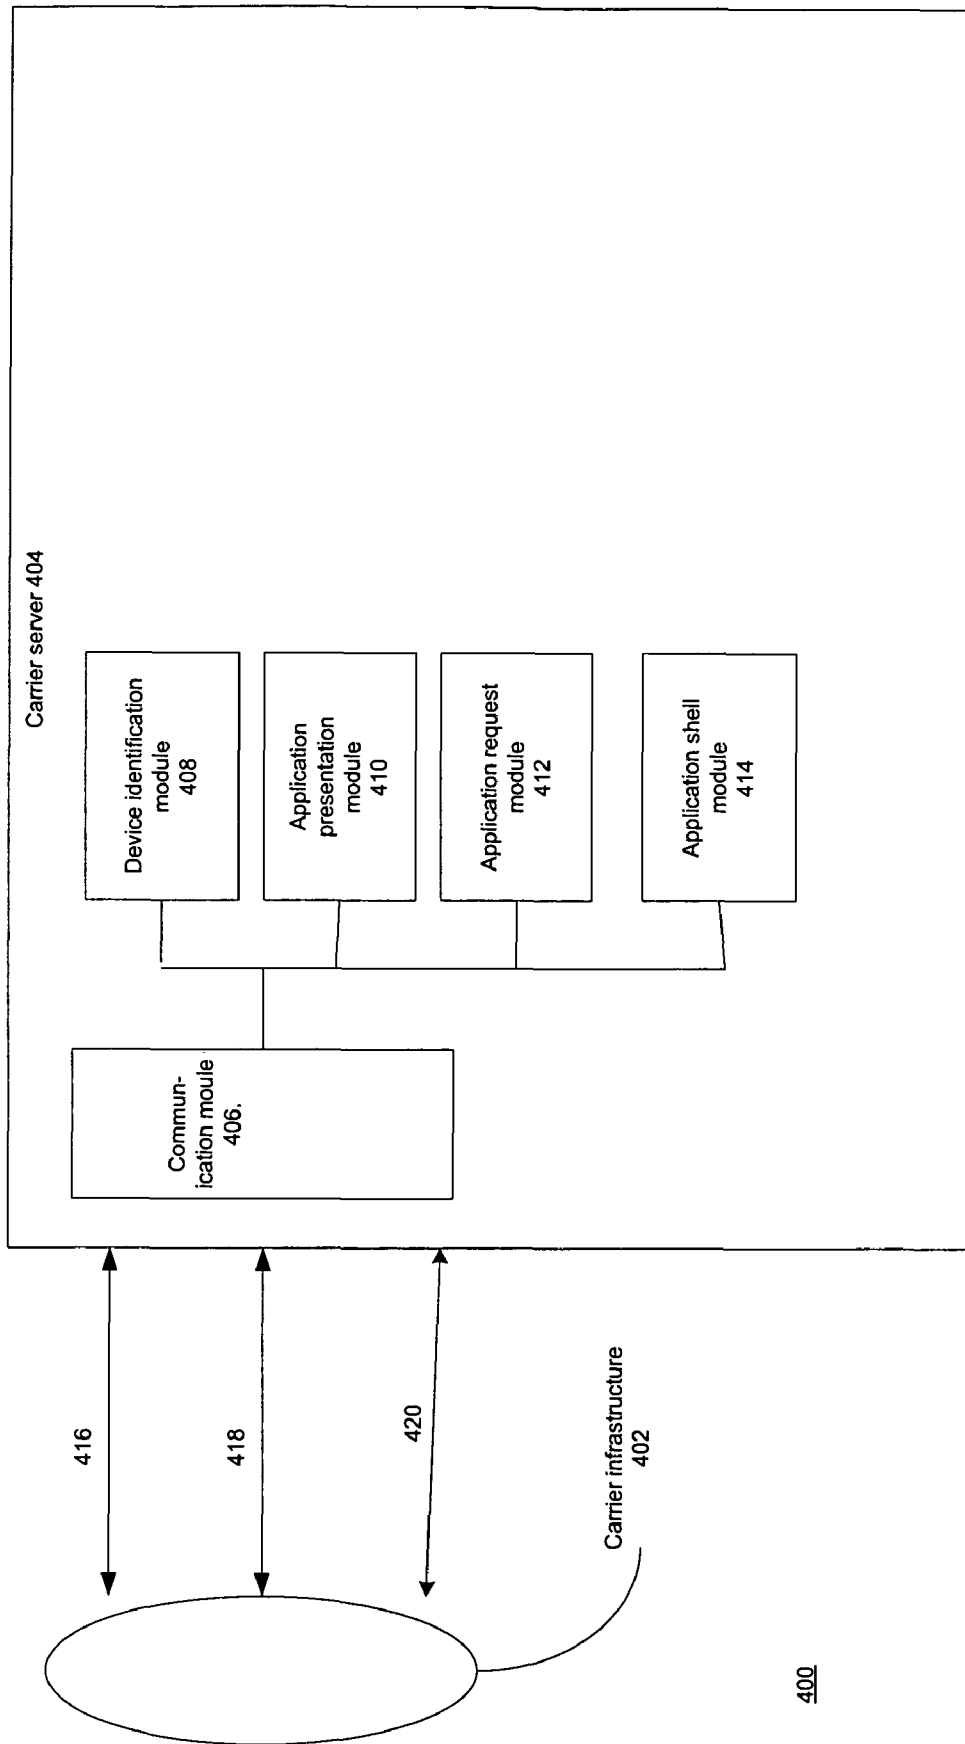 Carrier server 404
Device identification
module
408
Application
presentation
module
410
Application request
module
412
Application shell
module
414
Commun-
ication moule
406.
416
418
420
Carrier infrastructure
402
400